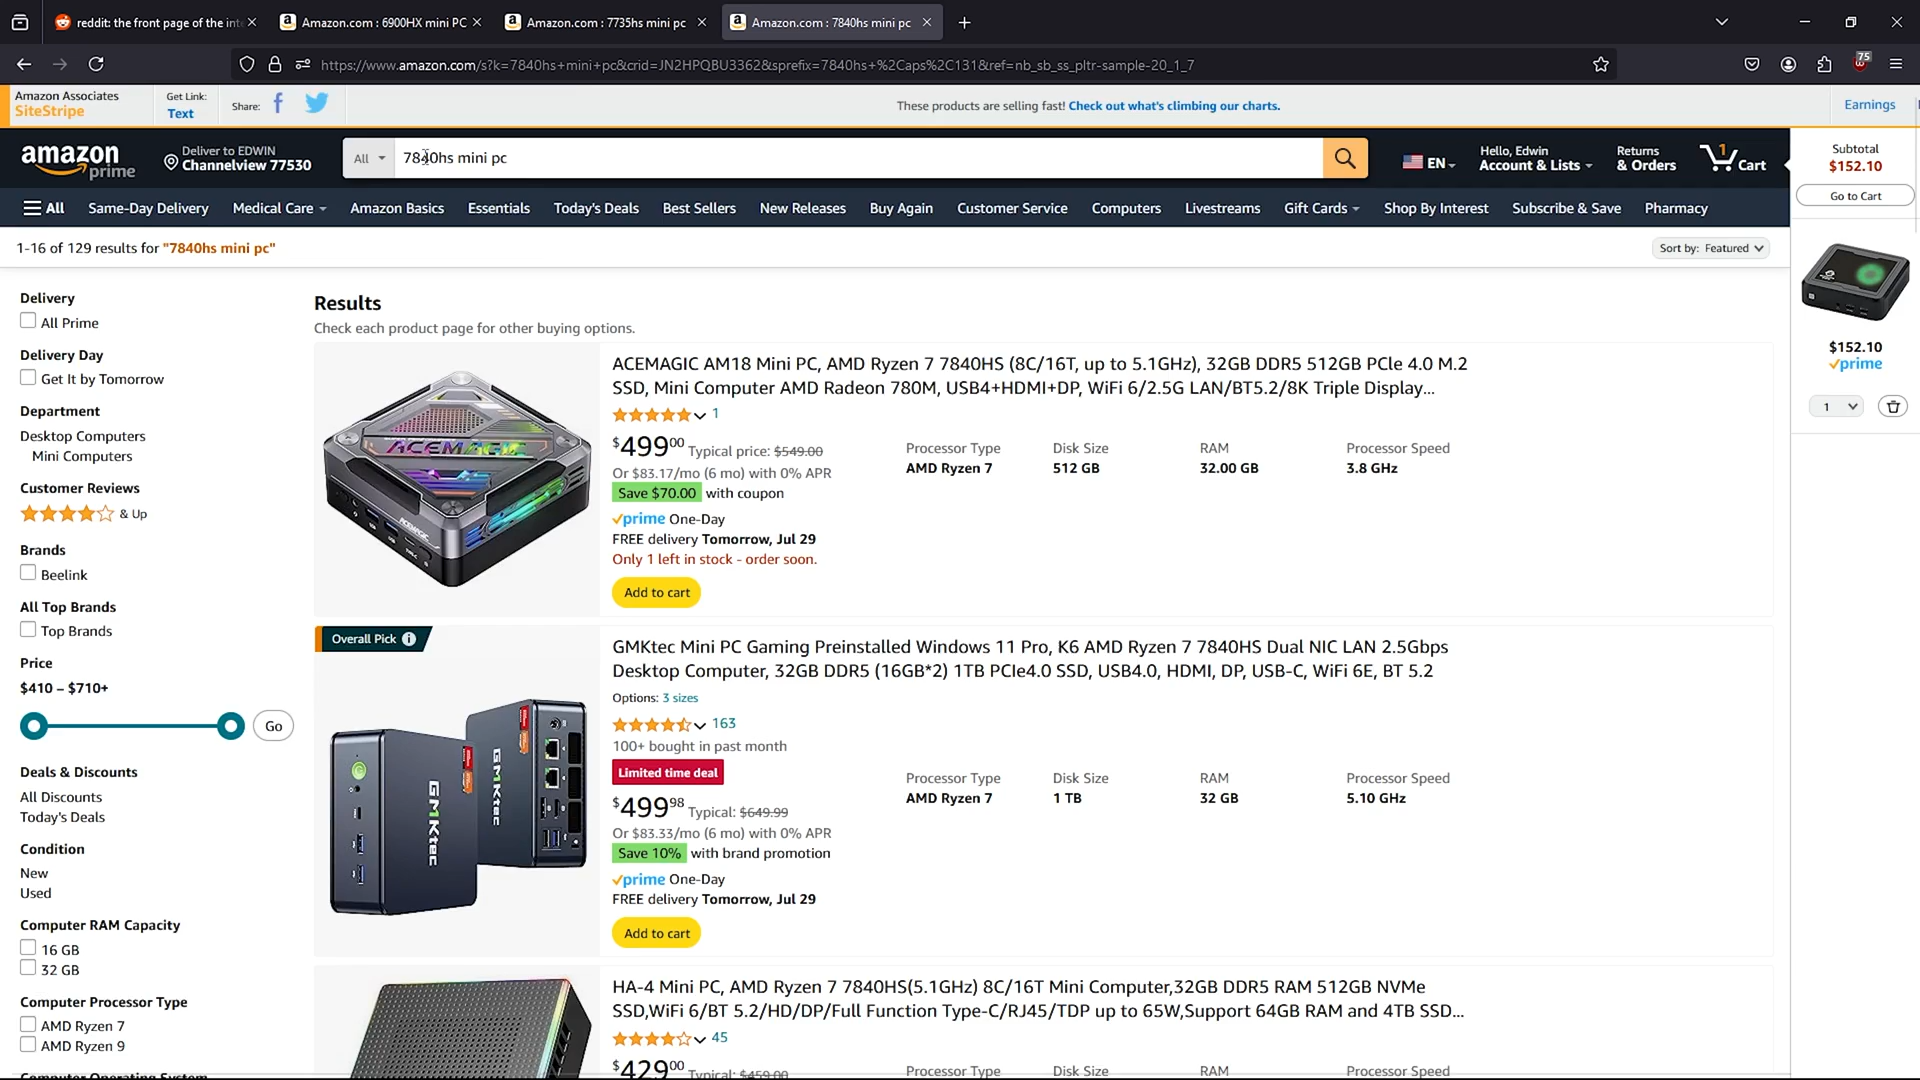 reddit: the front page of the inte
Amazon.com : 6900HX mini PC
Amazon.com : 7735hs mini pc
Amazon.com : 7840hs mini pc
https://www.amazon.com/s?k=7840hs+mini+pc&crid=JN2HPQBU3362&sprefix=7840hs+%2Caps%2C131&ref=nb_sb_ss_pltr-sample-20_1_7
75
Amazon Associates
SiteStripe
Get Link:
Text
Share:
These products are selling fast! Check out what's climbing our charts.
Earnings
amazon
prime
Deliver to EDWIN
Channelview 77530
All
7840hs mini pc
EN
Hello, Edwin
Account & Lists
Returns
& Orders
1
Cart
Subtotal
$152.10
Go to Cart
$152.10
prime
1
All
Same-Day Delivery
Medical Care
Amazon Basics
Essentials
Today's Deals
Best Sellers
New Releases
Buy Again
Customer Service
Computers
Livestreams
Gift Cards
Shop By Interest
Subscribe & Save
Pharmacy
1-16 of 129 results for "7840hs mini pc"
Sort by: Featured
Delivery
All Prime
Delivery Day
Get It by Tomorrow
Department
Desktop Computers
Mini Computers
Customer Reviews
& Up
Brands
Beelink
All Top Brands
Top Brands
Price
$410 – $710+
Go
Deals & Discounts
All Discounts
Today's Deals
Condition
New
Used
Computer RAM Capacity
16 GB
32 GB
Computer Processor Type
AMD Ryzen 7
AMD Ryzen 9
Computer Operating System
Results
Check each product page for other buying options.
ACEMAGIC
ACEMAGIC
ACEMAGIC AM18 Mini PC, AMD Ryzen 7 7840HS (8C/16T, up to 5.1GHz), 32GB DDR5 512GB PCIe 4.0 M.2
SSD, Mini Computer AMD Radeon 780M, USB4+HDMI+DP, WiFi 6/2.5G LAN/BT5.2/8K Triple Display...
1
$499 00 Typical price: $549.00
Or $83.17/mo (6 mo) with 0% APR
Save $70.00 with coupon
prime One-Day
FREE delivery Tomorrow, Jul 29
Only 1 left in stock - order soon.
Add to cart
Processor Type
AMD Ryzen 7
Disk Size
512 GB
RAM
32.00 GB
Processor Speed
3.8 GHz
Overall Pick
GMKtec
GMKtec
GMKtec Mini PC Gaming Preinstalled Windows 11 Pro, K6 AMD Ryzen 7 7840HS Dual NIC LAN 2.5Gbps
Desktop Computer, 32GB DDR5 (16GB*2) 1TB PCIe4.0 SSD, USB4.0, HDMI, DP, USB-C, WiFi 6E, BT 5.2
Options: 3 sizes
163
100+ bought in past month
Limited time deal
$499 98 Typical: $649.99
Or $83.33/mo (6 mo) with 0% APR
Save 10% with brand promotion
prime One-Day
FREE delivery Tomorrow, Jul 29
Add to cart
Processor Type
AMD Ryzen 7
Disk Size
1 TB
RAM
32 GB
Processor Speed
5.10 GHz
HA-4 Mini PC, AMD Ryzen 7 7840HS(5.1GHz) 8C/16T Mini Computer,32GB DDR5 RAM 512GB NVMe
SSD,WiFi 6/BT 5.2/HD/DP/Full Function Type-C/RJ45/TDP up to 65W,Support 64GB RAM and 4TB SSD...
45
$429 00 Typical: $459.00
Processor Type
Disk Size
RAM
Processor Speed